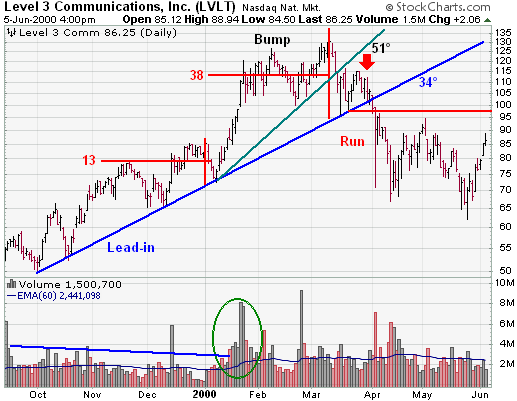 Level 3 Communications, Inc. (LVLT) Nasdaq Nat. Mkt. © StockCharts.com
5-Jun-2000 4:00pm Open 85.12 High 88.94 Low 84.50 Last 86.25 Volume 1.5M Chg +2.06
Level 3 Comm 86.25 (Daily)
Bump
51°
38
34°
13
Run
Lead-in
135
130
125
120
115
110
105
100
95
90
85
80
75
70
65
60
55
50
Volume 1,500,700
EMA(60) 2,441,098
10M
8M
6M
4M
2M
Oct Nov Dec 2000 Feb Mar Apr May Jun